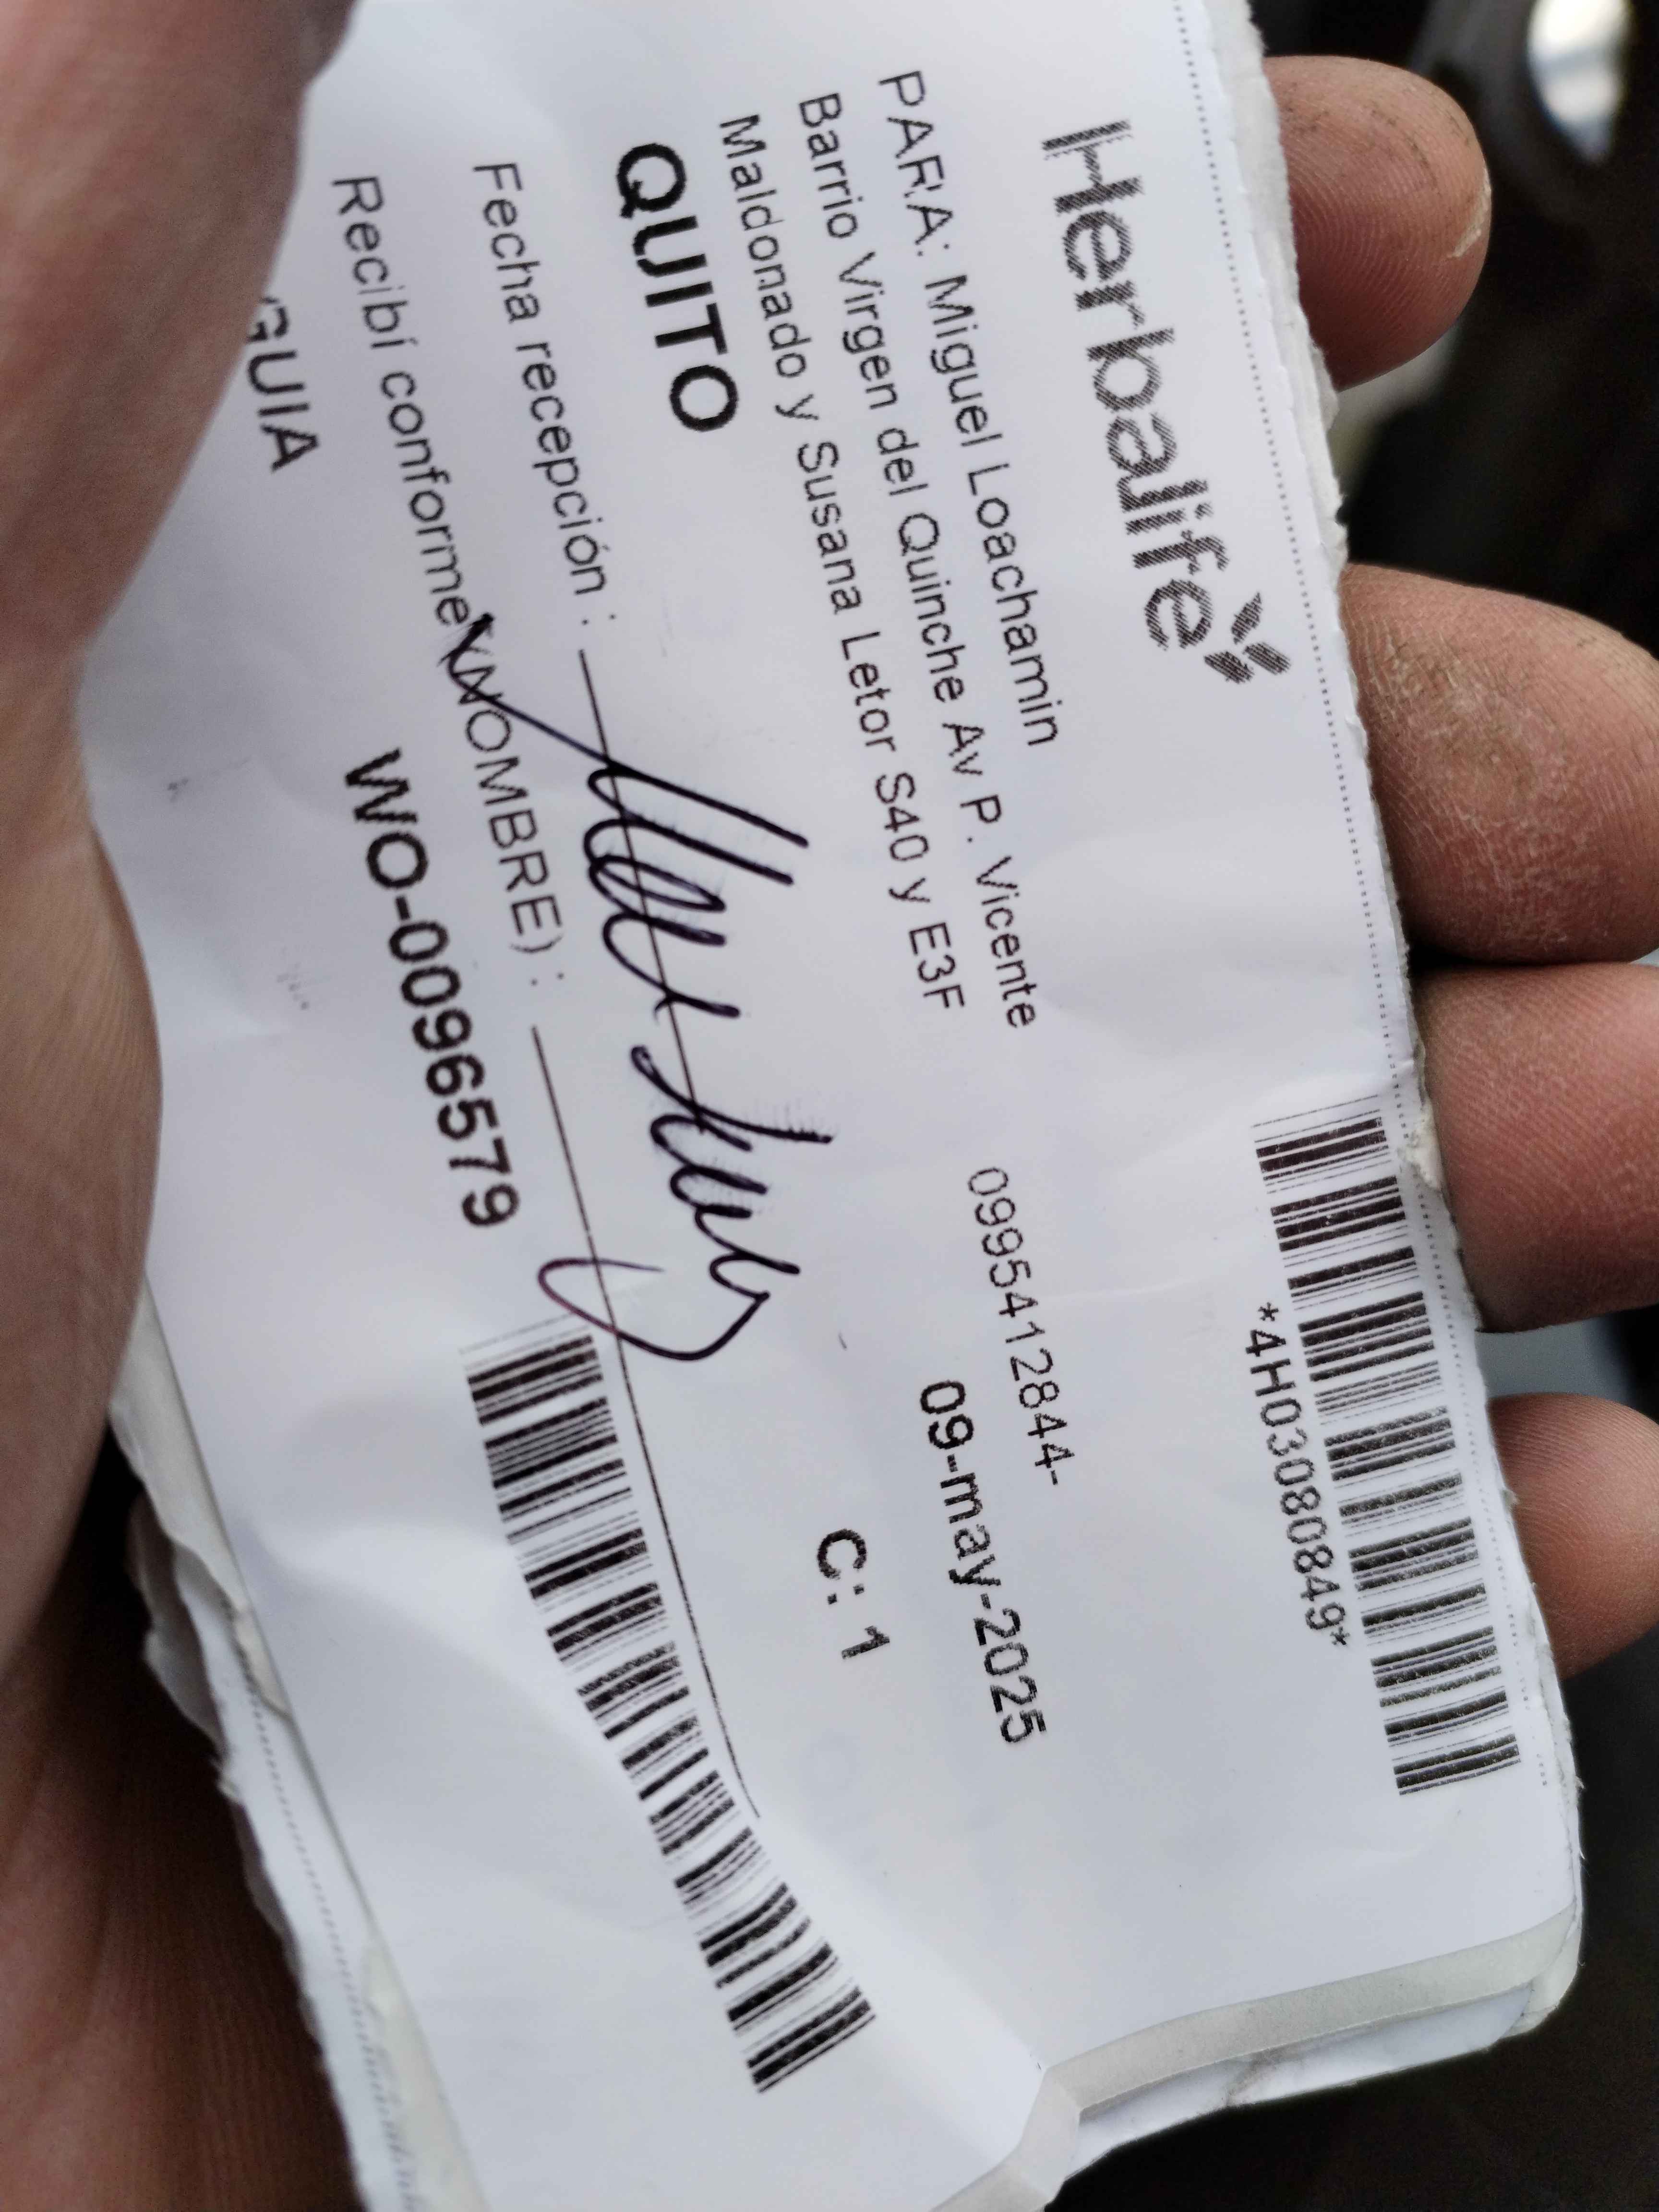 Herbalife
*4H03080849*
PARA: Miguel Loachamin
0995412844-
Barrio Virgen del Quinche Av P. Vicente
Maldonado y Susana Letor S40 y E3F
09-may-2025
QUITO
C: 1
Fecha recepción :
Recibí conforme (NOMBRE) :
GUIA
WO-0096579